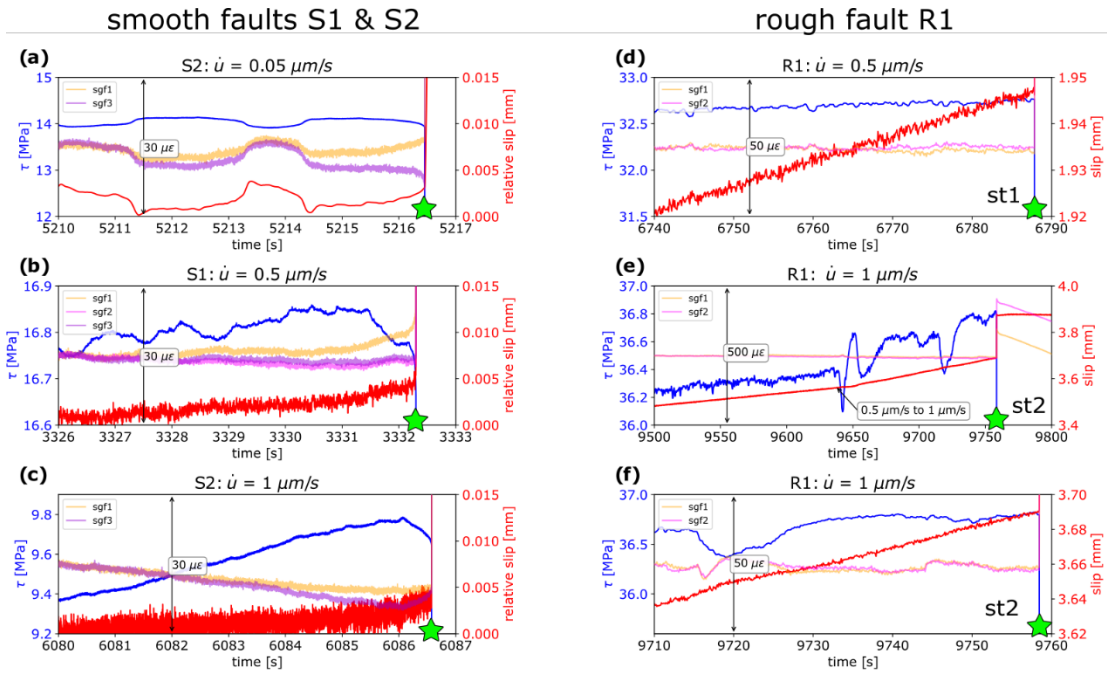 smooth faults S1 & S2
rough fault R1
(a)
S2: u̇ = 0.05 μm/s
sgf1
sgf3
30 με
15
14
13
12
τ [MPa]
0.015
0.010
0.005
0.000
relative slip [mm]
5210 5211 5212 5213 5214 5215 5216 5217
time [s]
(d)
R1: u̇ = 0.5 μm/s
sgf1
sgf2
50 με
st1
33.0
32.5
32.0
31.5
τ [MPa]
1.95
1.94
1.93
1.92
slip [mm]
6740 6750 6760 6770 6780 6790
time [s]
(b)
S1: u̇ = 0.5 μm/s
sgf1
sgf2
sgf3
30 με
16.9
16.8
16.7
16.6
τ [MPa]
0.015
0.010
0.005
0.000
relative slip [mm]
3326 3327 3328 3329 3330 3331 3332 3333
time [s]
(e)
R1: u̇ = 1 μm/s
sgf1
sgf2
500 με
0.5 μm/s to 1 μm/s
st2
37.0
36.8
36.6
36.4
36.2
36.0
τ [MPa]
4.0
3.8
3.6
3.4
slip [mm]
9500 9550 9600 9650 9700 9750 9800
time [s]
(c)
S2: u̇ = 1 μm/s
sgf1
sgf3
30 με
9.8
9.6
9.4
9.2
τ [MPa]
0.015
0.010
0.005
0.000
relative slip [mm]
6080 6081 6082 6083 6084 6085 6086 6087
time [s]
(f)
R1: u̇ = 1 μm/s
sgf1
sgf2
50 με
st2
37.0
36.5
36.0
τ [MPa]
3.70
3.68
3.66
3.64
3.62
slip [mm]
9710 9720 9730 9740 9750 9760
time [s]